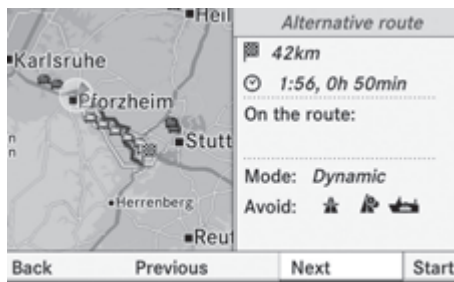 Heil
Karlsruhe
Pforzheim
Stutt
Herrenberg
Reut
Alternative route
42km
1:56, 0h 50min
On the route:
Mode: Dynamic
Avoid:
Back Previous Next Start